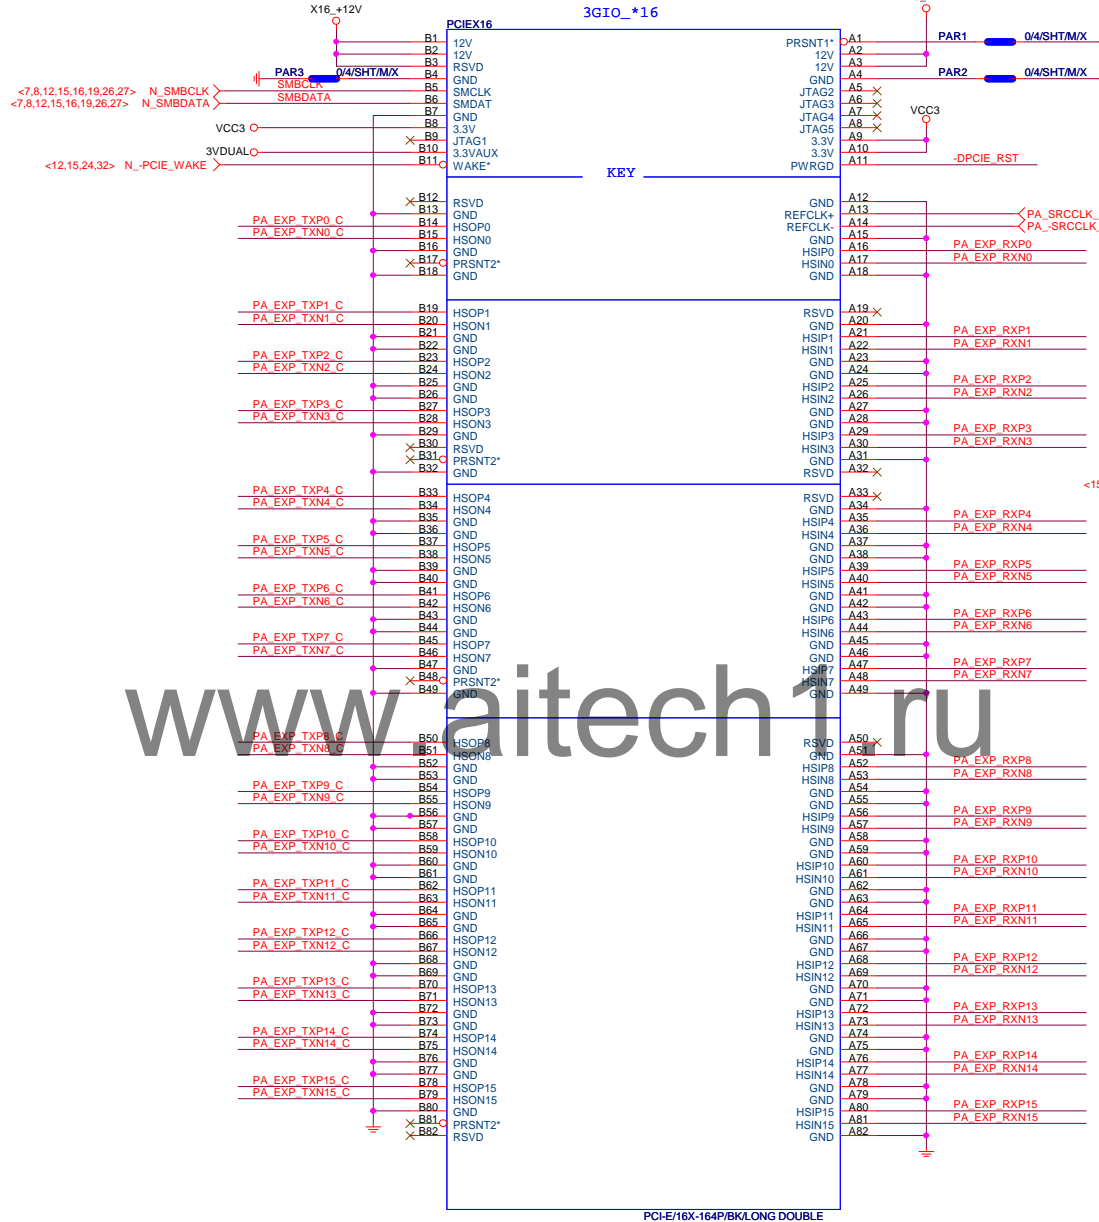 X16_+12V
3GIO_*16
PCIEX16
B1 12V PRSNT1* A1 PAR1 0/4/SHT/M/X
B2 12V 12V A2
B3 RSVD 12V A3
PAR3 0/4/SHT/M/X B4 GND GND A4 PAR2 0/4/SHT/M/X
<7,8,12,15,16,19,26,27> N_SMBCLK SMBCLK B5 SMCLK JTAG2 A5
<7,8,12,15,16,19,26,27> N_SMBDATA SMBDATA B6 SMDAT JTAG3 A6
B7 GND JTAG4 A7 VCC3
VCC3 B8 3.3V JTAG5 A8
B9 JTAG1 3.3V A9
3VDUAL B10 3.3VAUX 3.3V A10
<12,15,24,32> N_-PCIE_WAKE B11 WAKE* PWRGD A11 -DPCIE_RST
KEY
B12 RSVD GND A12
B13 GND REFCLK+ A13 PA_SRCCLK_
PA_EXP_TXP0_C B14 HSOP0 REFCLK- A14 PA_-SRCCLK_
PA_EXP_TXN0_C B15 HSON0 GND A15
B16 GND HSIP0 A16 PA_EXP_RXP0
B17 PRSNT2* HSIN0 A17 PA_EXP_RXN0
B18 GND GND A18
PA_EXP_TXP1_C B19 HSOP1 RSVD A19
PA_EXP_TXN1_C B20 HSON1 GND A20
B21 GND HSIP1 A21 PA_EXP_RXP1
B22 GND HSIN1 A22 PA_EXP_RXN1
PA_EXP_TXP2_C B23 HSOP2 GND A23
PA_EXP_TXN2_C B24 HSON2 GND A24
B25 GND HSIP2 A25 PA_EXP_RXP2
B26 GND HSIN2 A26 PA_EXP_RXN2
PA_EXP_TXP3_C B27 HSOP3 GND A27
PA_EXP_TXN3_C B28 HSON3 GND A28
B29 GND HSIP3 A29 PA_EXP_RXP3
B30 RSVD HSIN3 A30 PA_EXP_RXN3
B31 PRSNT2* GND A31
B32 GND RSVD A32
<15
PA_EXP_TXP4_C B33 HSOP4 RSVD A33
PA_EXP_TXN4_C B34 HSON4 GND A34
B35 GND HSIP4 A35 PA_EXP_RXP4
B36 GND HSIN4 A36 PA_EXP_RXN4
PA_EXP_TXP5_C B37 HSOP5 GND A37
PA_EXP_TXN5_C B38 HSON5 GND A38
B39 GND HSIP5 A39 PA_EXP_RXP5
B40 GND HSIN5 A40 PA_EXP_RXN5
PA_EXP_TXP6_C B41 HSOP6 GND A41
PA_EXP_TXN6_C B42 HSON6 GND A42
B43 GND HSIP6 A43 PA_EXP_RXP6
B44 GND HSIN6 A44 PA_EXP_RXN6
PA_EXP_TXP7_C B45 HSOP7 GND A45
PA_EXP_TXN7_C B46 HSON7 GND A46
B47 GND HSIP7 A47 PA_EXP_RXP7
B48 PRSNT2* HSIN7 A48 PA_EXP_RXN7
B49 GND GND A49
www.aitech1.ru
PA_EXP_TXP8_C B50 HSOP8 RSVD A50
PA_EXP_TXN8_C B51 HSON8 GND A51
B52 GND HSIP8 A52 PA_EXP_RXP8
B53 GND HSIN8 A53 PA_EXP_RXN8
PA_EXP_TXP9_C B54 HSOP9 GND A54
PA_EXP_TXN9_C B55 HSON9 GND A55
B56 GND HSIP9 A56 PA_EXP_RXP9
B57 GND HSIN9 A57 PA_EXP_RXN9
PA_EXP_TXP10_C B58 HSOP10 GND A58
PA_EXP_TXN10_C B59 HSON10 GND A59
B60 GND HSIP10 A60 PA_EXP_RXP10
B61 GND HSIN10 A61 PA_EXP_RXN10
PA_EXP_TXP11_C B62 HSOP11 GND A62
PA_EXP_TXN11_C B63 HSON11 GND A63
B64 GND HSIP11 A64 PA_EXP_RXP11
B65 GND HSIN11 A65 PA_EXP_RXN11
PA_EXP_TXP12_C B66 HSOP12 GND A66
PA_EXP_TXN12_C B67 HSON12 GND A67
B68 GND HSIP12 A68 PA_EXP_RXP12
B69 GND HSIN12 A69 PA_EXP_RXN12
PA_EXP_TXP13_C B70 HSOP13 GND A70
PA_EXP_TXN13_C B71 HSON13 GND A71
B72 GND HSIP13 A72 PA_EXP_RXP13
B73 GND HSIN13 A73 PA_EXP_RXN13
PA_EXP_TXP14_C B74 HSOP14 GND A74
PA_EXP_TXN14_C B75 HSON14 GND A75
B76 GND HSIP14 A76 PA_EXP_RXP14
B77 GND HSIN14 A77 PA_EXP_RXN14
PA_EXP_TXP15_C B78 HSOP15 GND A78
PA_EXP_TXN15_C B79 HSON15 GND A79
B80 GND HSIP15 A80 PA_EXP_RXP15
B81 PRSNT2* HSIN15 A81 PA_EXP_RXN15
B82 RSVD GND A82
PCI-E/16X-164P/BK/LONG DOUBLE